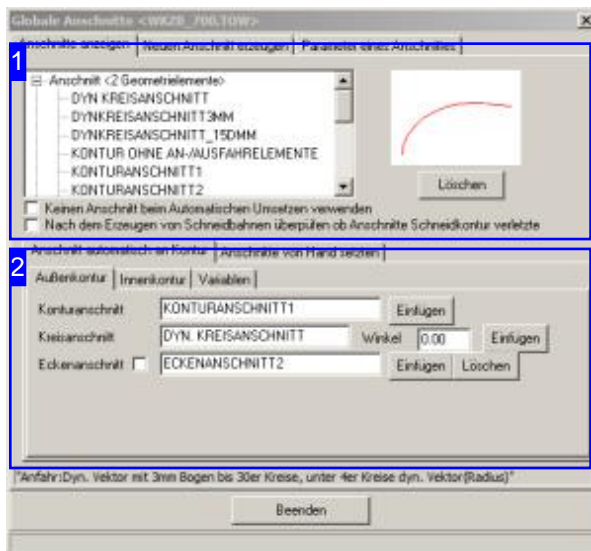 Globale Anschnitte <WKZB_700.TOW>
Anschnitte anzeigen | Neuen Anschnitt erzeugen | Parameter eines Anschnittes
1
Anschnitt <2 Geometrielemente>
DYN KREISANSCHNITT
DYNKREISANSCHNITT3MM
DYNKREISANSCHNITT_15DMM
KONTUR OHNE AN-/AUSFAHRELEMENTE
KONTURANSCHNITT1
KONTURANSCHNITT2
Löschen
Keinen Anschnitt beim Automatischen Umsetzen verwenden
Nach dem Erzeugen von Schneidbahnen überpüfen ob Anschnitte Schneidkontur verletzte
Anschnitt automatisch an Kontur | Anschnitte von Hand setzten
2
Außenkontur | Innenkontur | Variablen
Konturanschnitt KONTURANSCHNITT1 Einfügen
Kreisanschnitt DYN. KREISANSCHNITT Winkel 0.00 Einfügen
Eckenanschnitt ECKENANSCHNITT2 Einfügen Löschen
"Anfahr:Dyn. Vektor mit 3mm Bogen bis 30er Kreise, unter 4er Kreise dyn. Vektor(Radius)"
Beenden